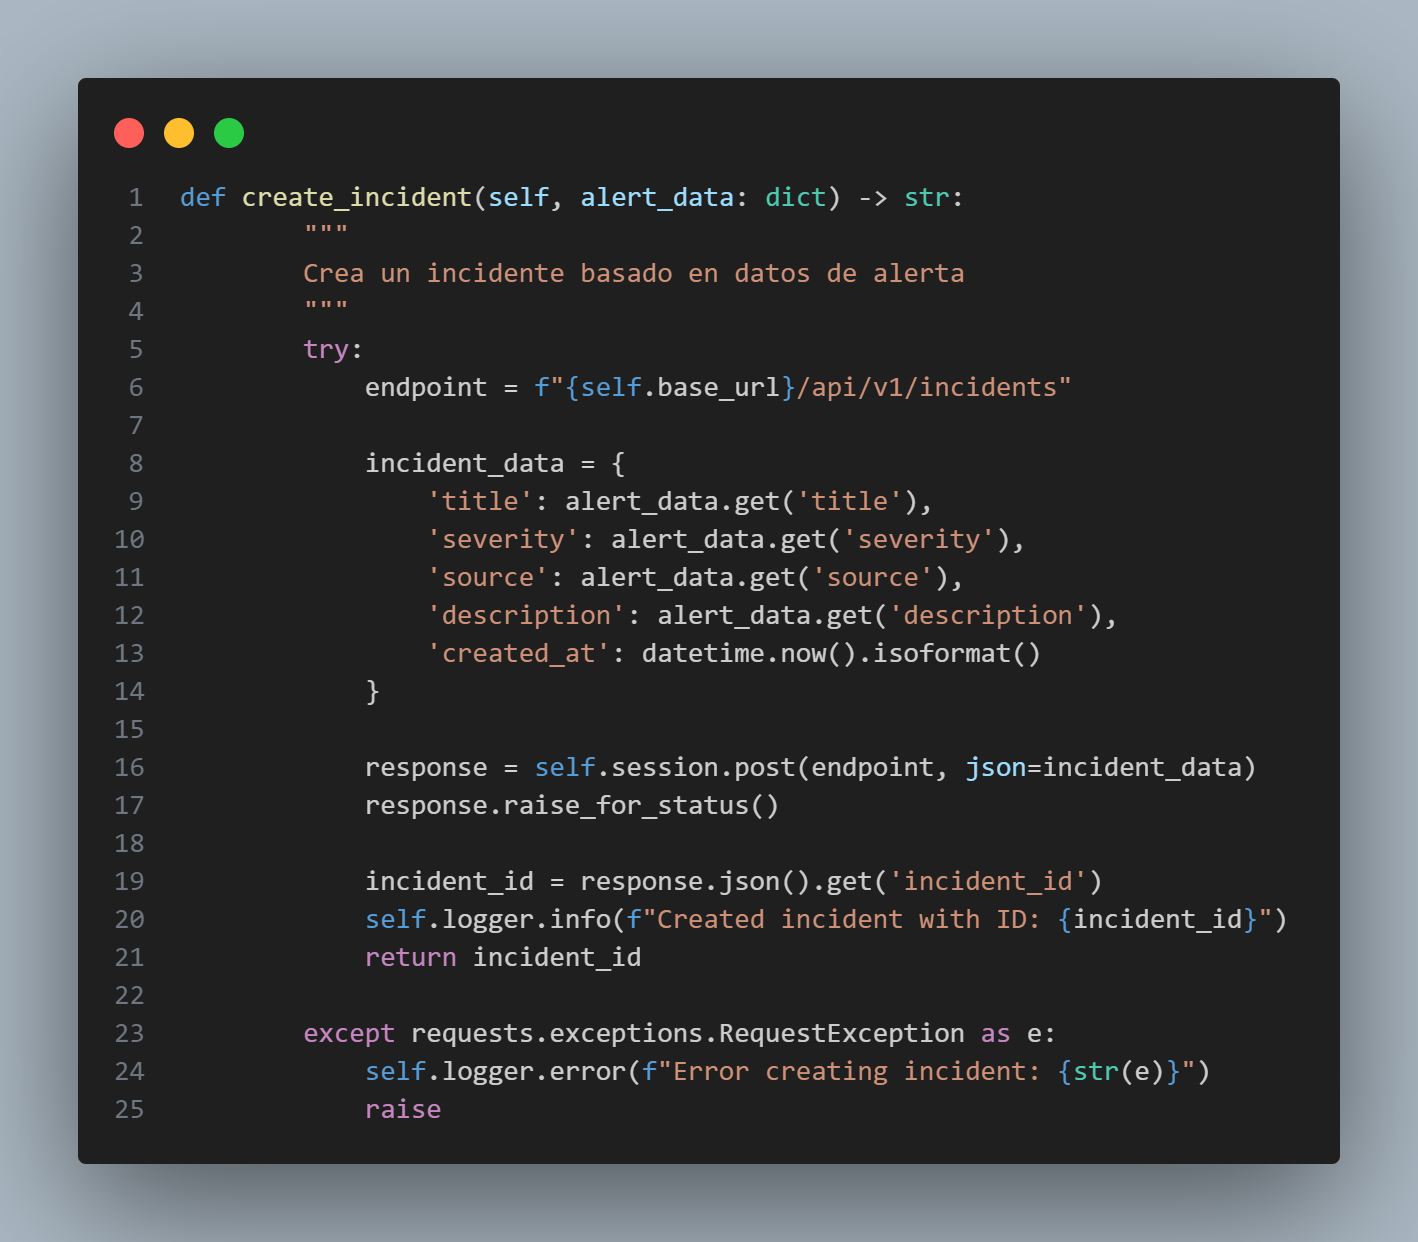 1 def create_incident(self, alert_data: dict) -> str:
2 """
3 Crea un incidente basado en datos de alerta
4 """
5 try:
6 endpoint = f"{self.base_url}/api/v1/incidents"
7
8 incident_data = {
9 'title': alert_data.get('title'),
10 'severity': alert_data.get('severity'),
11 'source': alert_data.get('source'),
12 'description': alert_data.get('description'),
13 'created_at': datetime.now().isoformat()
14 }
15
16 response = self.session.post(endpoint, json=incident_data)
17 response.raise_for_status()
18
19 incident_id = response.json().get('incident_id')
20 self.logger.info(f"Created incident with ID: {incident_id}")
21 return incident_id
22
23 except requests.exceptions.RequestException as e:
24 self.logger.error(f"Error creating incident: {str(e)}")
25 raise